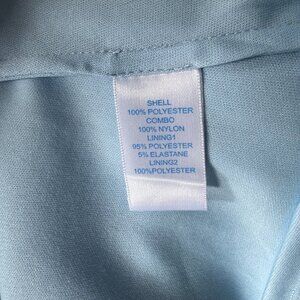 SHELL
100% POLYESTER
COMBO
100% NYLON
LINING1
95% POLYESTER
5% ELASTANE
LINING2
100%POLYESTER